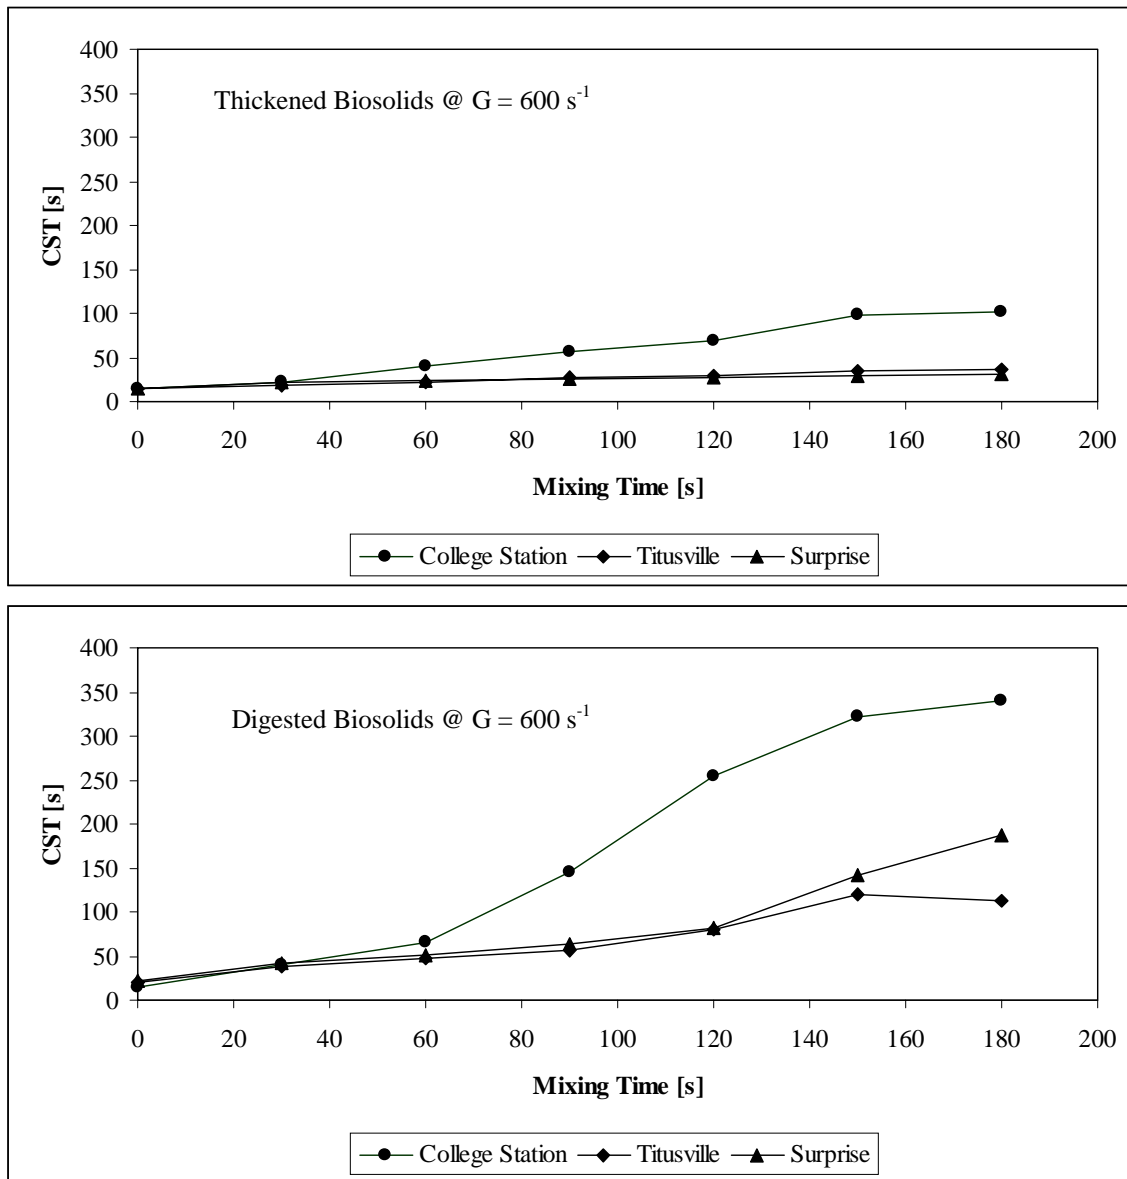 400
350
300
250
200
150
100
50
0
CST [s]
Thickened Biosolids @ G = 600 s-1
0 20 40 60 80 100 120 140 160 180 200
Mixing Time [s]
College Station Titusville Surprise
400
350
300
250
200
150
100
50
0
CST [s]
Digested Biosolids @ G = 600 s-1
0 20 40 60 80 100 120 140 160 180 200
Mixing Time [s]
College Station Titusville Surprise